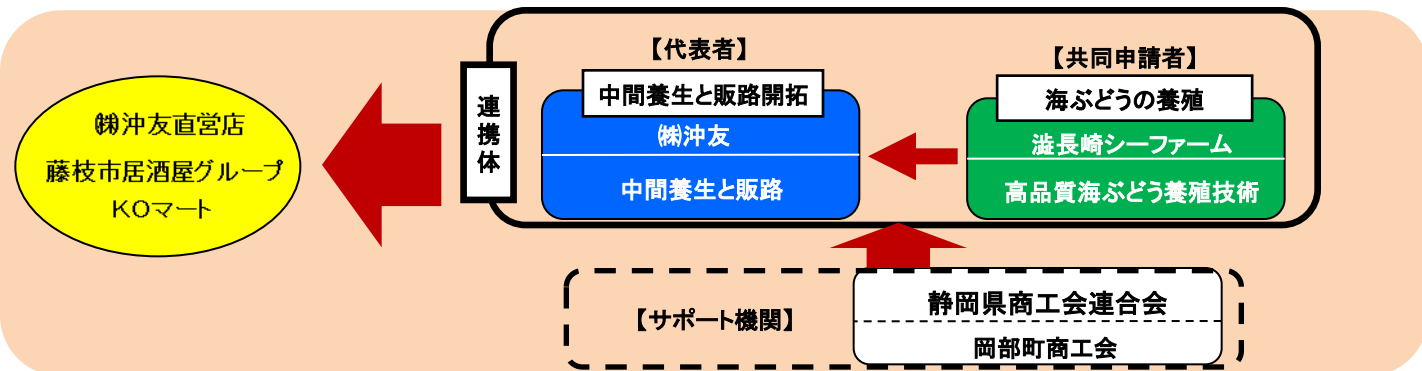 【代表者】
【共同申請者】
中間養生と販路開拓
海ぶどうの養殖
連携体
㈱沖友
澁長崎シーファーム
中間養生と販路
高品質海ぶどう養殖技術
㈱沖友直営店
藤枝市居酒屋グループ
KOマート
【サポート機関】
静岡県商工会連合会
岡部町商工会